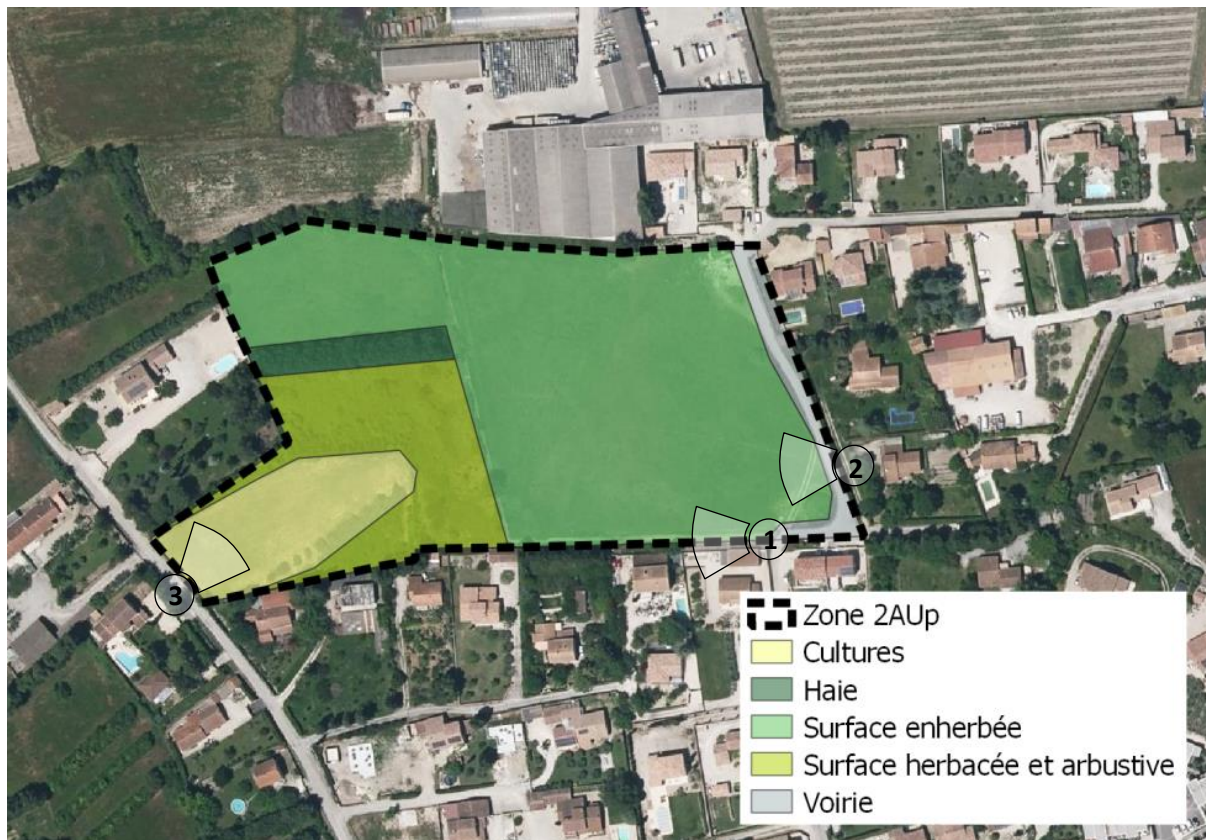 2
1
3
Zone 2AUp
Cultures
Haie
Surface enherbée
Surface herbacée et arbustive
Voirie